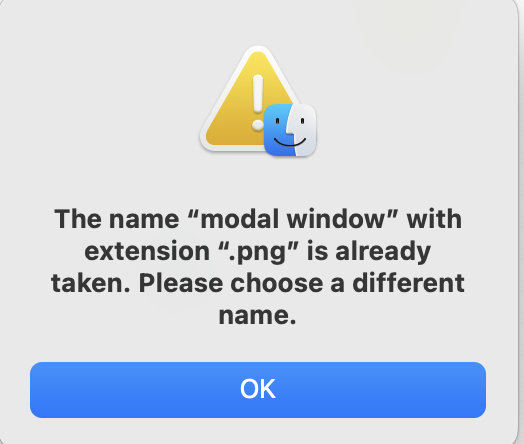 The name “modal window” with
extension “.png” is already
taken. Please choose a different
name.
OK